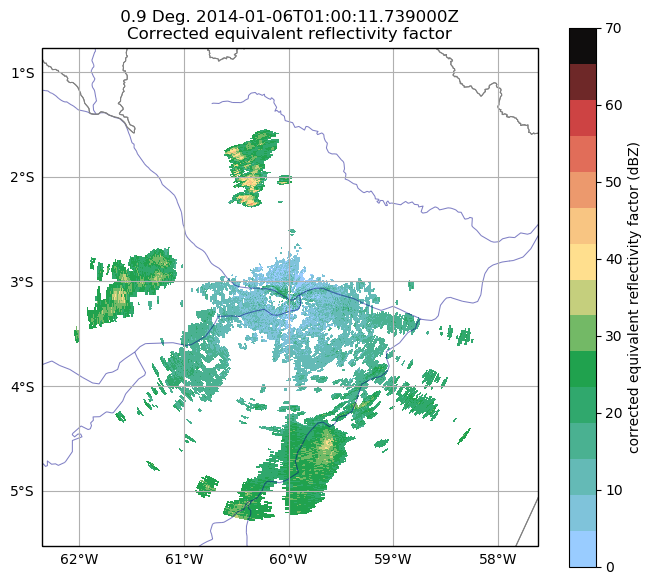 0.9 Deg. 2014-01-06T01:00:11.739000Z
Corrected equivalent reflectivity factor
1°S
2°S
3°S
4°S
5°S
62°W
61°W
60°W
59°W
58°W
70
60
50
40
30
20
10
0
corrected equivalent reflectivity factor (dBZ)